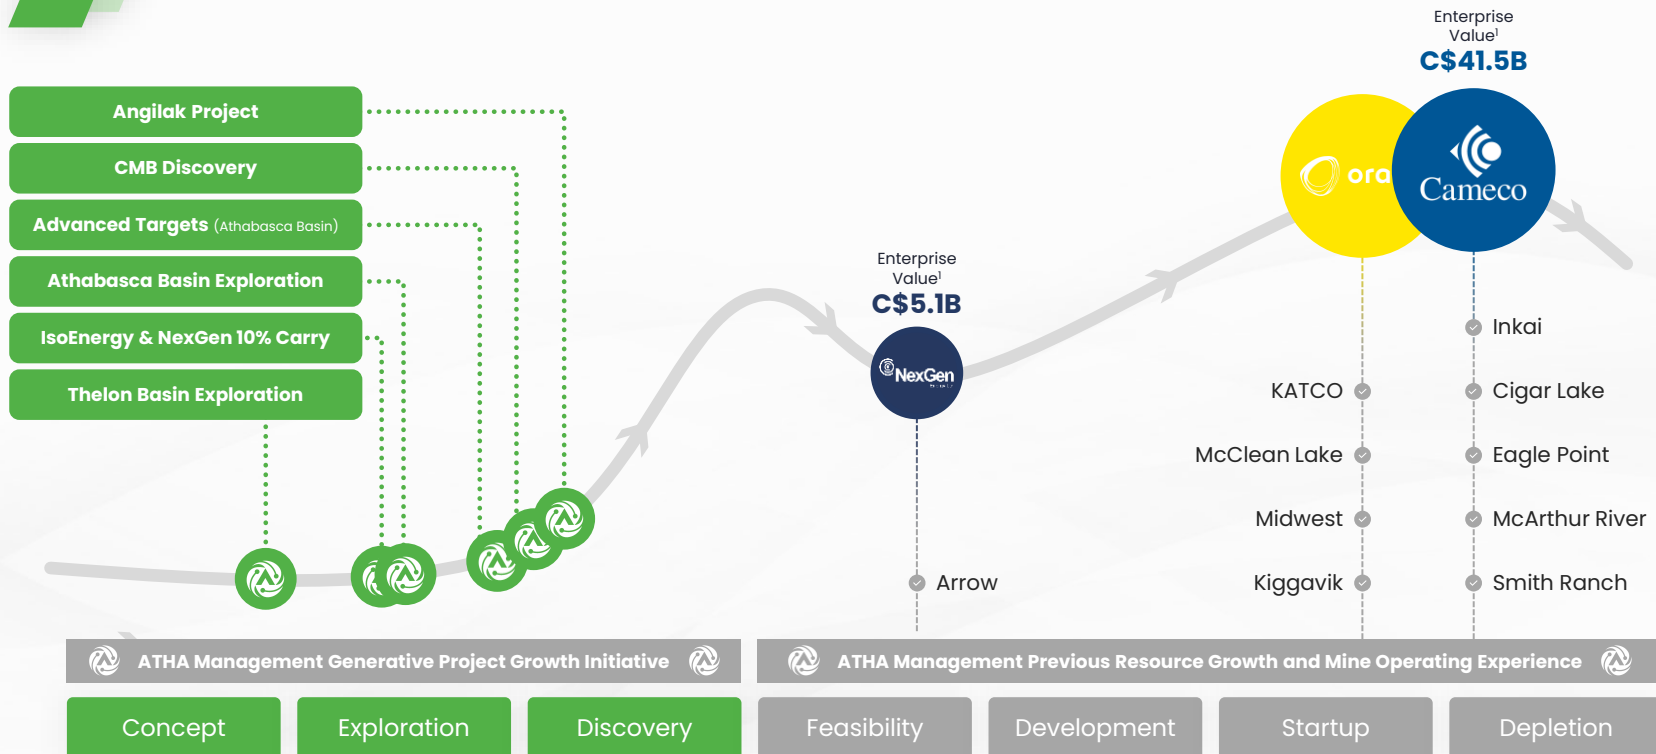 Enterprise
Value¹
C$41.5B
Angilak Project
CMB Discovery
Advanced Targets (Athabasca Basin)
Athabasca Basin Exploration
IsoEnergy & NexGen 10% Carry
Thelon Basin Exploration
ora
Cameco
Enterprise
Value¹
C$5.1B
NexGen
Inkai
KATCO
Cigar Lake
McClean Lake
Eagle Point
Midwest
McArthur River
Arrow
Kiggavik
Smith Ranch
ATHA Management Generative Project Growth Initiative
ATHA Management Previous Resource Growth and Mine Operating Experience
Concept
Exploration
Discovery
Feasibility
Development
Startup
Depletion